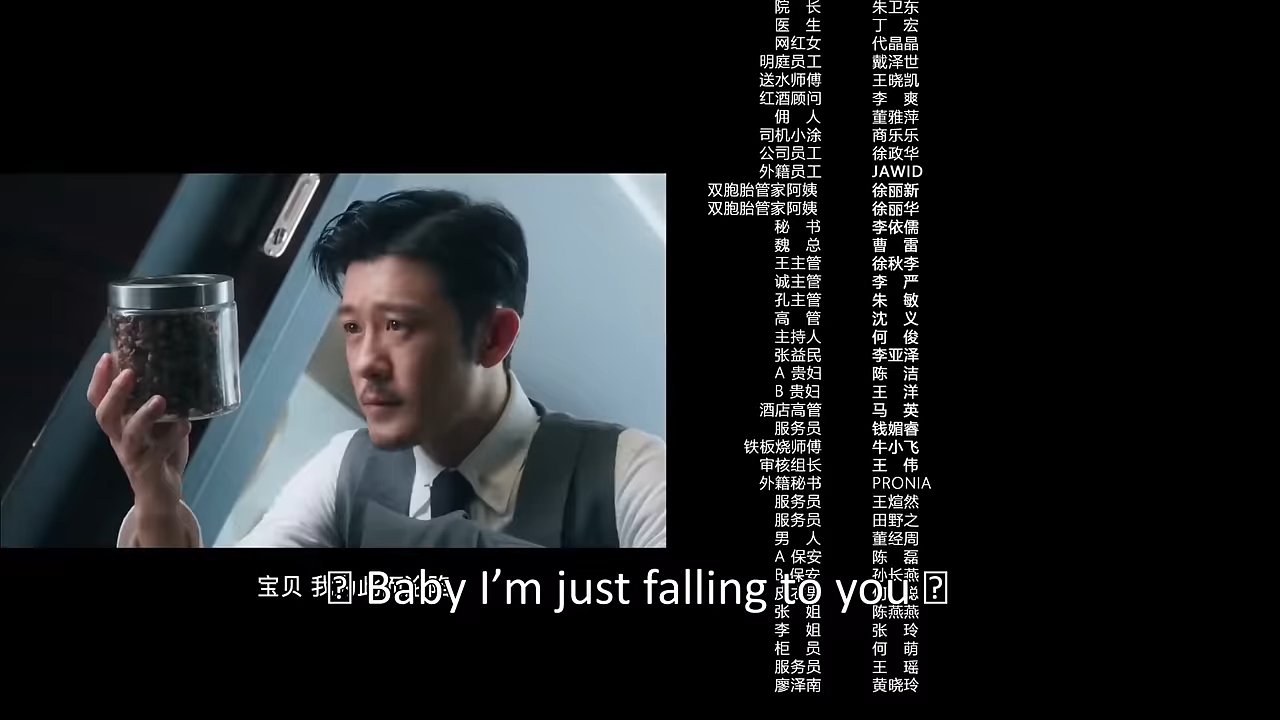 院 长 朱卫东
医 生 丁 宏
网红女 代晶晶
明庭员工 戴泽世
送水师傅 王晓凯
红酒顾问 李 爽
佣 人 董雅萍
司机小涂 商乐乐
公司员工 徐政华
外籍员工 JAWID
双胞胎管家阿姨 徐丽新
双胞胎管家阿姨 徐丽华
秘 书 李依儒
魏 总 曹 雷
王主管 徐秋李
诚主管 李 严
孔主管 朱 敏
高 管 沈 义
主持人 何 俊
张益民 李亚泽
A 贵妇 陈 洁
B 贵妇 王 洋
酒店高管 马 英
服务员 钱媚睿
铁板烧师傅 牛小飞
审核组长 王 伟
外籍秘书 PRONIA
服务员 王煊然
服务员 田野之
男 人 董经周
A 保安 陈 磊
B 保安 孙长燕
宝贝 我
Baby I’m just falling to you
张 姐 陈燕燕
李 姐 张 玲
柜 员 何 萌
服务员 王 瑶
廖泽南 黄晓玲